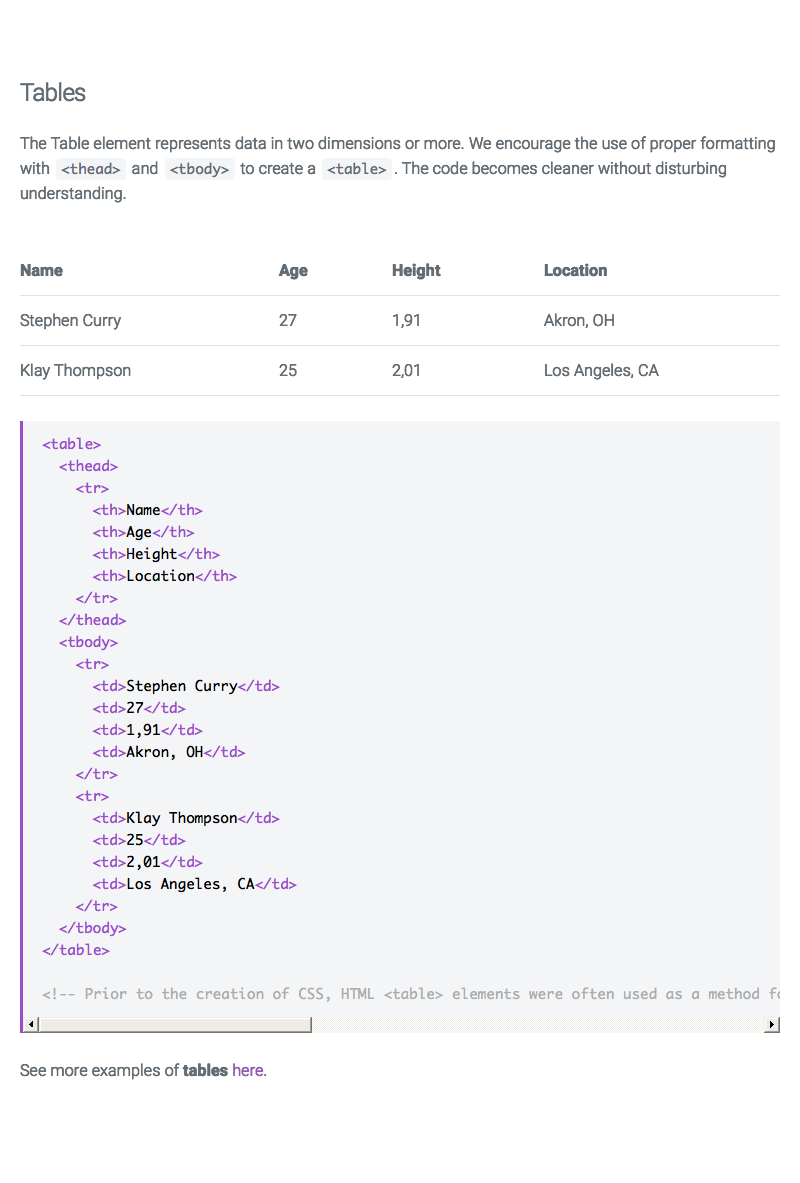 Tables
The Table element represents data in two dimensions or more. We encourage the use of proper formatting
with <thead> and <tbody> to create a <table> . The code becomes cleaner without disturbing
understanding.
Name Age Height Location
Stephen Curry 27 1,91 Akron, OH
Klay Thompson 25 2,01 Los Angeles, CA
<table>
  <thead>
    <tr>
      <th>Name</th>
      <th>Age</th>
      <th>Height</th>
      <th>Location</th>
    </tr>
  </thead>
  <tbody>
    <tr>
      <td>Stephen Curry</td>
      <td>27</td>
      <td>1,91</td>
      <td>Akron, OH</td>
    </tr>
    <tr>
      <td>Klay Thompson</td>
      <td>25</td>
      <td>2,01</td>
      <td>Los Angeles, CA</td>
    </tr>
  </tbody>
</table>
<!-- Prior to the creation of CSS, HTML <table> elements were often used as a method
See more examples of tables here.